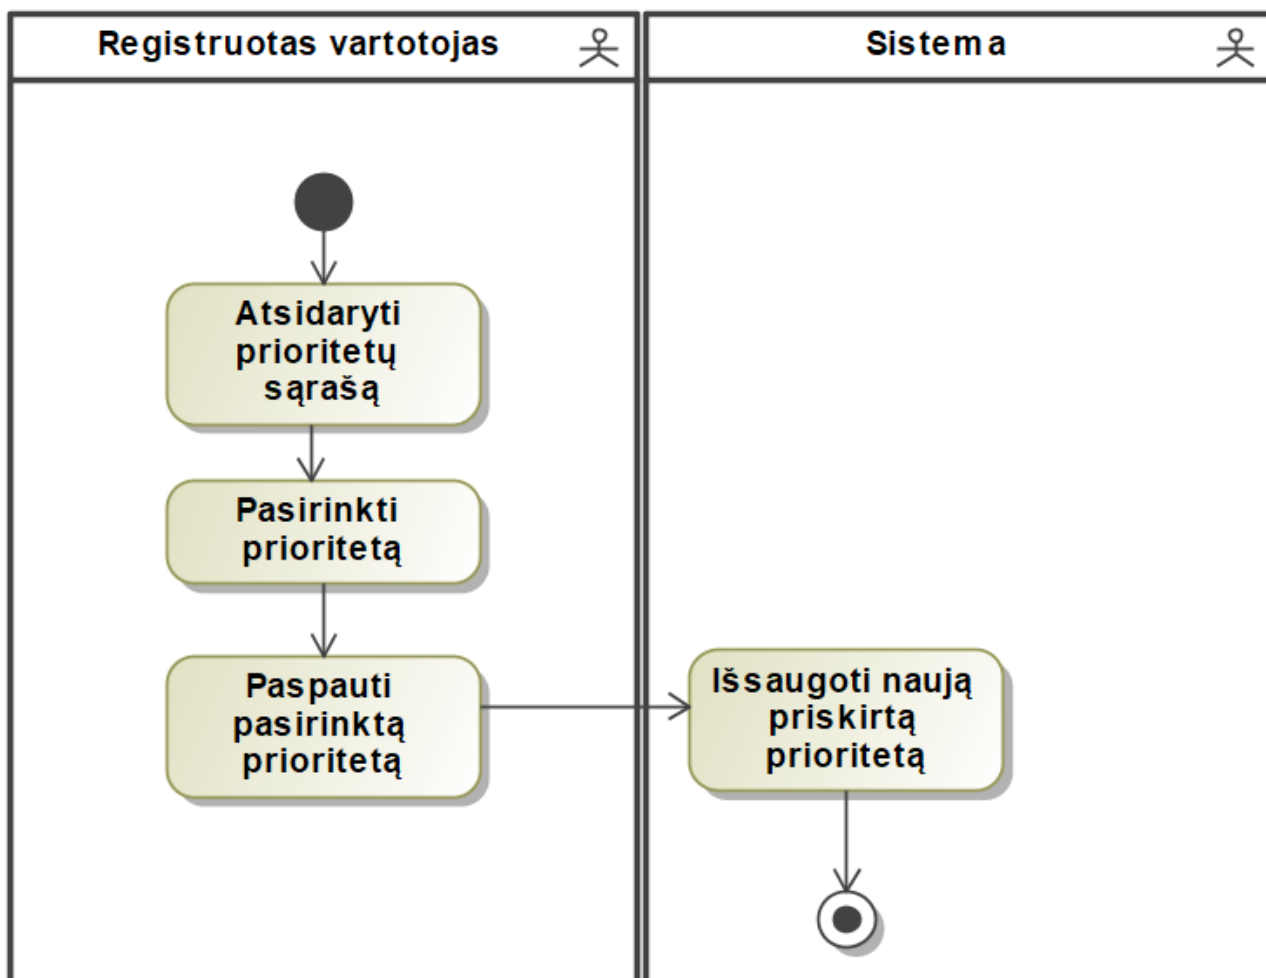 Registruotas vartotojas
Sistema
Atsidaryti
prioritetų
sąrašą
Pasirinkti
prioritetą
Paspauti
pasirinktą
prioritetą
Išsaugoti naują
priskirtą
prioritetą